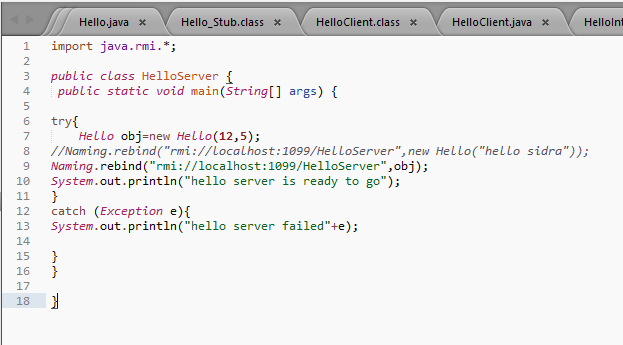 Hello.java × Hello_Stub.class × HelloClient.class × HelloClient.java × HelloInt
1 import java.rmi.*;
2
3 public class HelloServer {
4 public static void main(String[] args) {
5
6 try{
7 Hello obj=new Hello(12,5);
8 //Naming.rebind("rmi://localhost:1099/HelloServer",new Hello("hello sidra"));
9 Naming.rebind("rmi://localhost:1099/HelloServer",obj);
10 System.out.println("hello server is ready to go");
11 }
12 catch (Exception e){
13 System.out.println("hello server failed"+e);
14
15 }
16 }
17
18 }